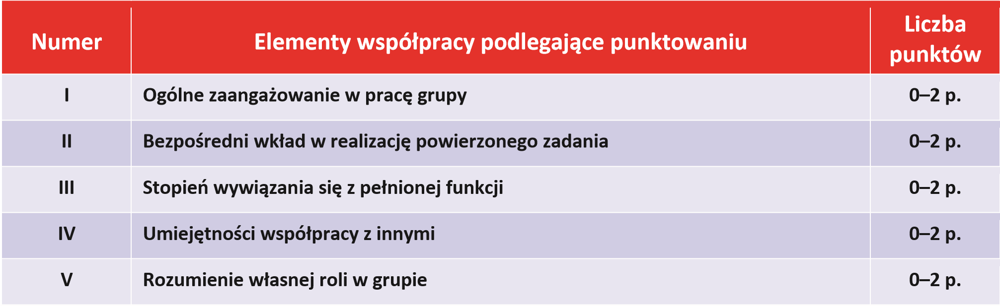 Numer Elementy współpracy podlegające punktowaniu Liczba punktów
I Ogólne zaangażowanie w pracę grupy 0–2 p.
II Bezpośredni wkład w realizację powierzonego zadania 0–2 p.
III Stopień wywiązania się z pełnionej funkcji 0–2 p.
IV Umiejętności współpracy z innymi 0–2 p.
V Rozumienie własnej roli w grupie 0–2 p.